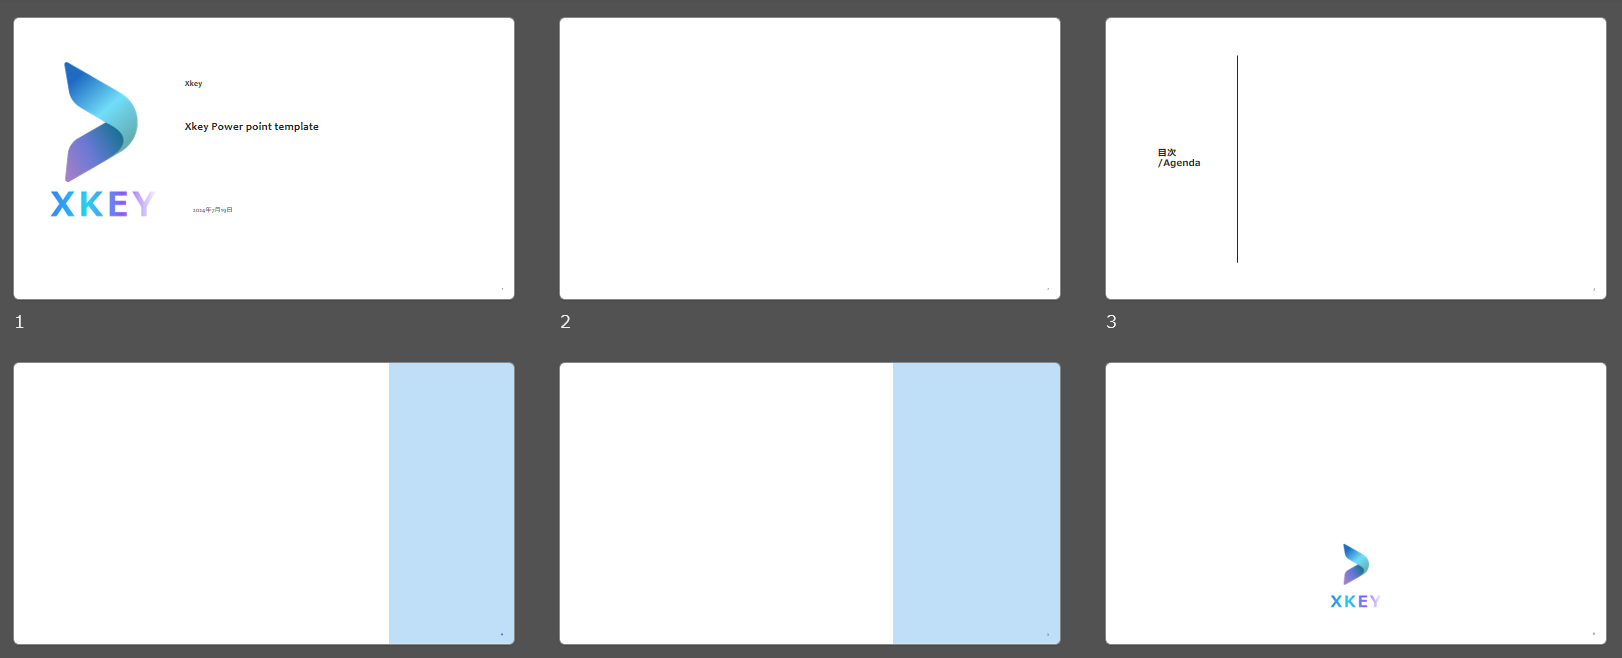 Xkey
Xkey Power point template
XKEY
2024年7月19日
1
2
3
目次
/Agenda
XKEY